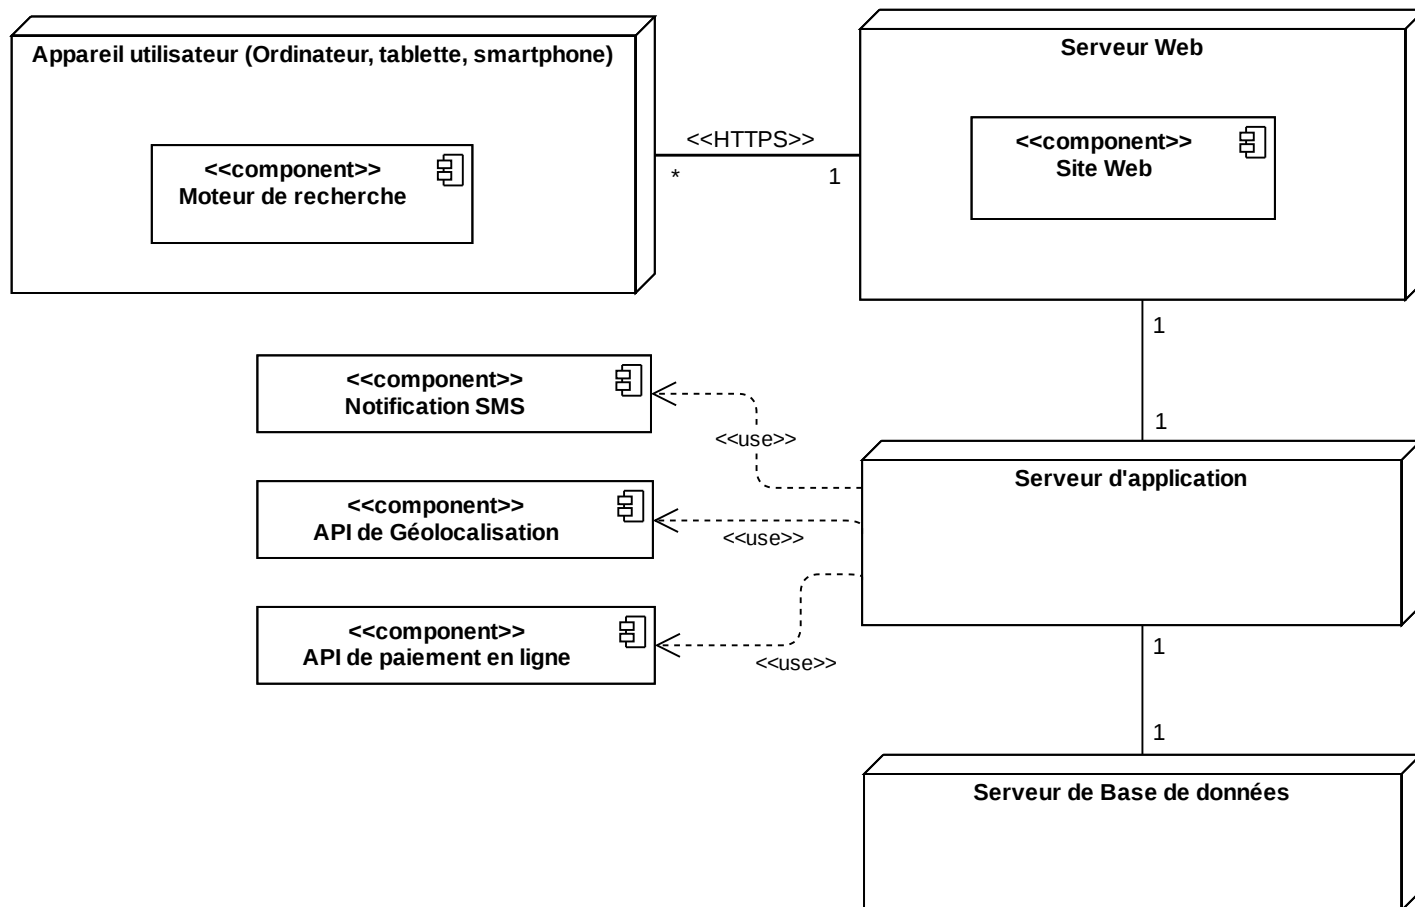 Appareil utilisateur (Ordinateur, tablette, smartphone)
<<component>>
Moteur de recherche
<<HTTPS>>
*
1
Serveur Web
<<component>>
Site Web
1
1
<<component>>
Notification SMS
<<use>>
<<component>>
API de Géolocalisation
<<use>>
<<component>>
API de paiement en ligne
<<use>>
Serveur d'application
1
1
Serveur de Base de données